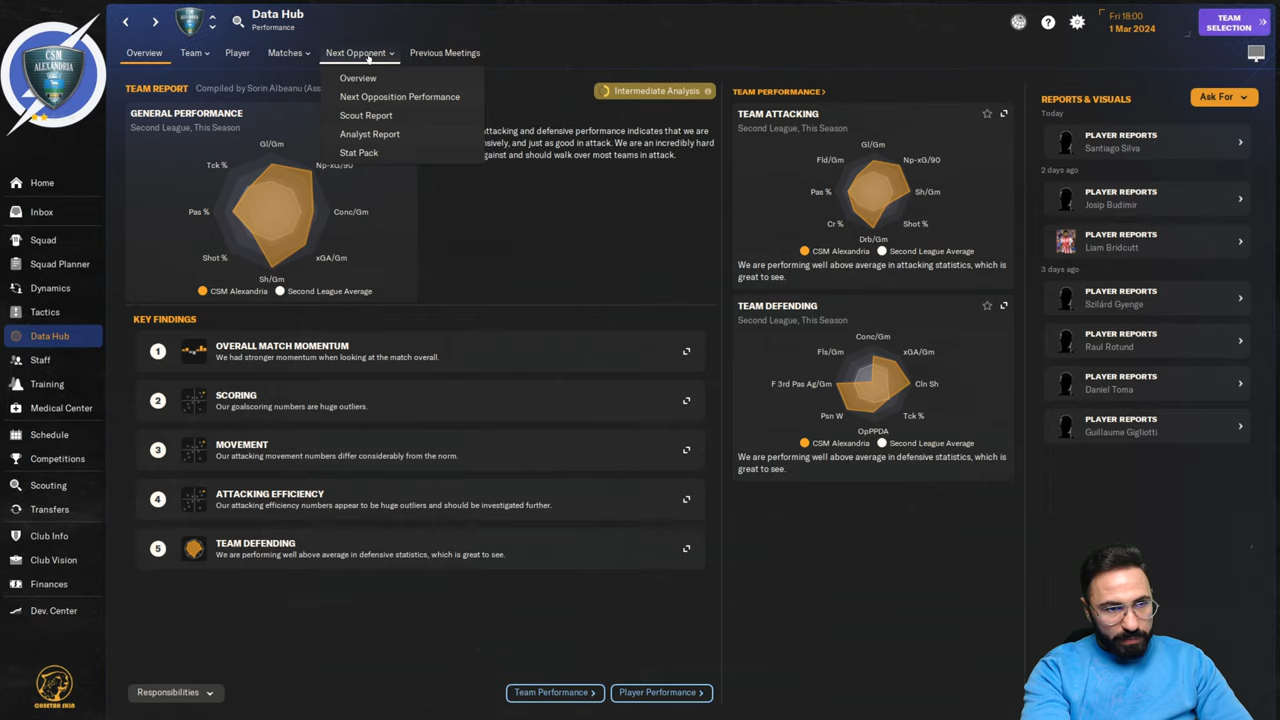 Data Hub
Performance
Fri 18:00
1 Mar 2024
TEAM
SELECTION
CSM
ALEXANDRIA
Overview
Team
Player
Matches
Next Opponent
Previous Meetings
Overview
Next Opposition Performance
Scout Report
Analyst Report
Stat Pack
Home
Inbox
Squad
Squad Planner
Dynamics
Tactics
Data Hub
Staff
Training
Medical Center
Schedule
Competitions
Scouting
Transfers
Club Info
Club Vision
Finances
Dev. Center
CHEETAH SKIN
TEAM REPORT
Compiled by Sorin Albeanu (Ass
Intermediate Analysis
GENERAL PERFORMANCE
Second League, This Season
attacking and defensive performance indicates that we are
nsively, and just as good in attack. We are an incredibly hard
against and should walk over most teams in attack.
Gl/Gm
Np-xG/90
Conc/Gm
xGA/Gm
Sh/Gm
Shot %
Pas %
Tck %
CSM Alexandria
Second League Average
KEY FINDINGS
1
OVERALL MATCH MOMENTUM
We had stronger momentum when looking at the match overall.
2
SCORING
Our goalscoring numbers are huge outliers.
3
MOVEMENT
Our attacking movement numbers differ considerably from the norm.
4
ATTACKING EFFICIENCY
Our attacking efficiency numbers appear to be huge outliers and should be investigated further.
5
TEAM DEFENDING
We are performing well above average in defensive statistics, which is great to see.
Responsibilities
Team Performance
Player Performance
TEAM PERFORMANCE
TEAM ATTACKING
Second League, This Season
Gl/Gm
Np-xG/90
Sh/Gm
Shot %
Drb/Gm
Cr %
Pas %
Fld/Gm
CSM Alexandria
Second League Average
We are performing well above average in attacking statistics, which is
great to see.
TEAM DEFENDING
Second League, This Season
Conc/Gm
xGA/Gm
Cln Sh
Tck %
OpPPDA
Psn W
F 3rd Pas Ag/Gm
Fls/Gm
CSM Alexandria
Second League Average
We are performing well above average in defensive statistics, which is
great to see.
REPORTS & VISUALS
Ask For
Today
PLAYER REPORTS
Santiago Silva
2 days ago
PLAYER REPORTS
Josip Budimir
PLAYER REPORTS
Liam Bridcutt
3 days ago
PLAYER REPORTS
Szilárd Gyenge
PLAYER REPORTS
Raul Rotund
PLAYER REPORTS
Daniel Toma
PLAYER REPORTS
Guillaume Gigliotti